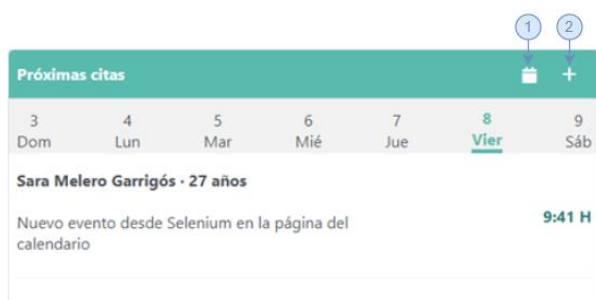 1 2
Próximas citas +
3 4 5 6 7 8 9
Dom Lun Mar Mié Jue Vier Sáb
Sara Melero Garrigós · 27 años
Nuevo evento desde Selenium en la página del 9:41 H
calendario